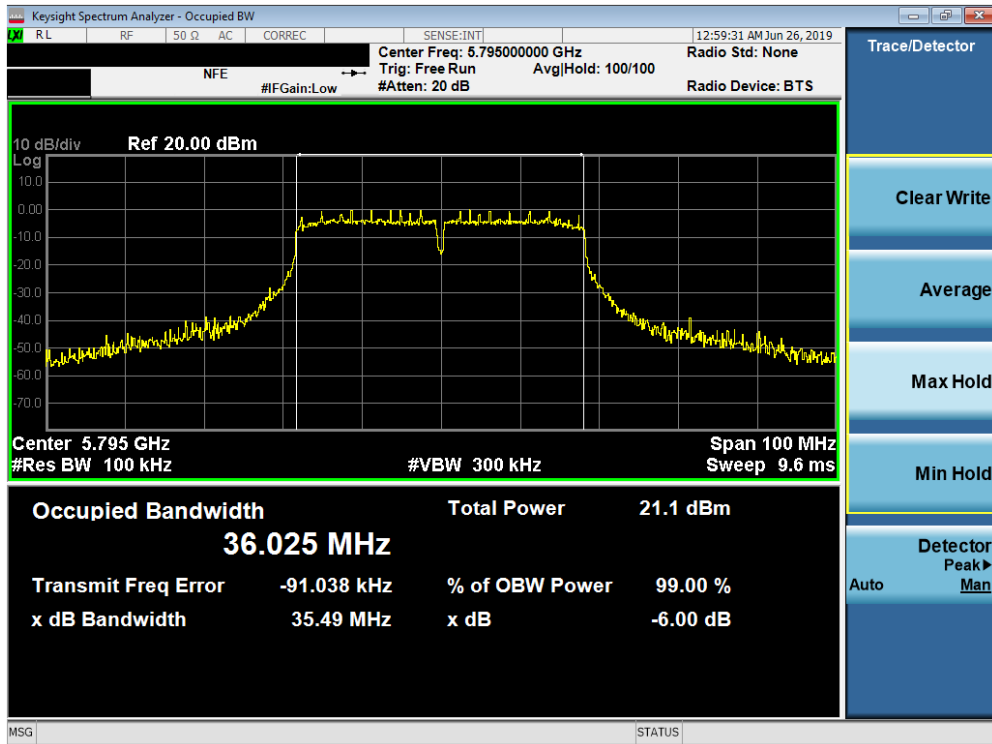 Keysight Spectrum Analyzer - Occupied BW
LXI RL RF 50 Ω AC CORREC SENSE:INT 12:59:31 AM Jun 26, 2019
Center Freq: 5.795000000 GHz Radio Std: None
NFE Trig: Free Run Avg|Hold: 100/100
#IFGain:Low #Atten: 20 dB Radio Device: BTS
10 dB/div Ref 20.00 dBm
Log
10.0
0.00
-10.0
-20.0
-30.0
-40.0
-50.0
-60.0
-70.0
Center 5.795 GHz Span 100 MHz
#Res BW 100 kHz #VBW 300 kHz Sweep 9.6 ms
Occupied Bandwidth Total Power 21.1 dBm
36.025 MHz
Transmit Freq Error -91.038 kHz % of OBW Power 99.00 %
x dB Bandwidth 35.49 MHz x dB -6.00 dB
Trace/Detector
Clear Write
Average
Max Hold
Min Hold
Detector
Peak▶
Auto Man
MSG STATUS